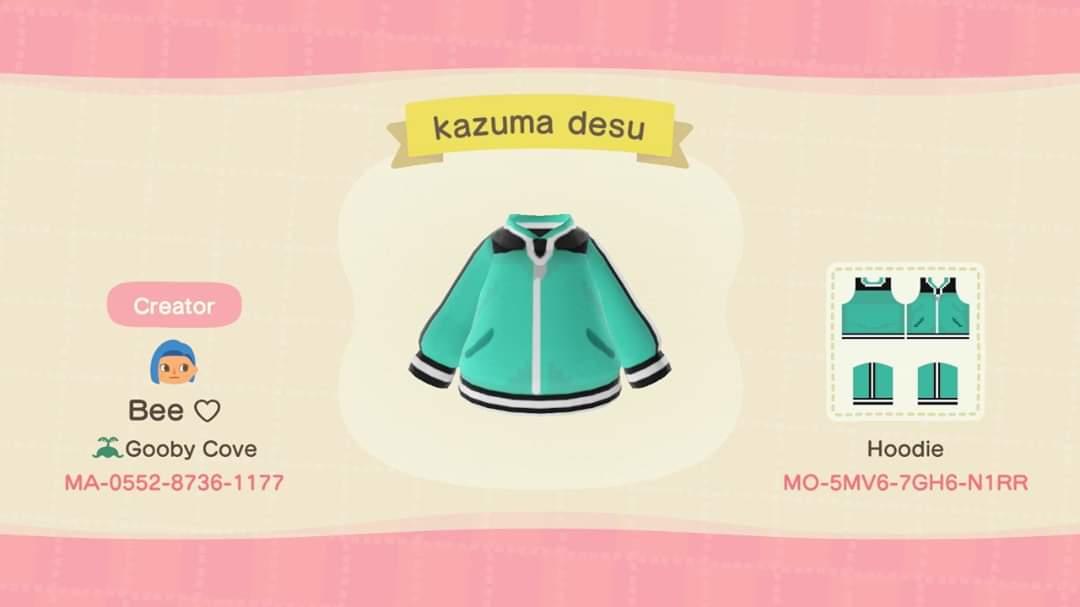 kazuma desu
Creator
Bee ♡
Gooby Cove
MA-0552-8736-1177
Hoodie
MO-5MV6-7GH6-N1RR